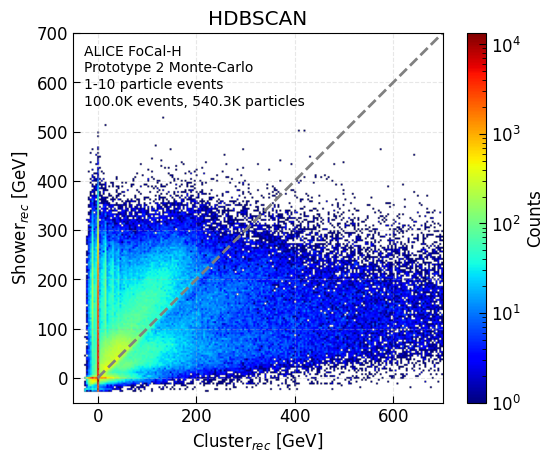 HDBSCAN
ALICE FoCal-H
Prototype 2 Monte-Carlo
1-10 particle events
100.0K events, 540.3K particles
700
600
500
400
300
200
100
0
Shower_rec [GeV]
0 200 400 600
Cluster_rec [GeV]
10^4
10^3
10^2
10^1
10^0
Counts